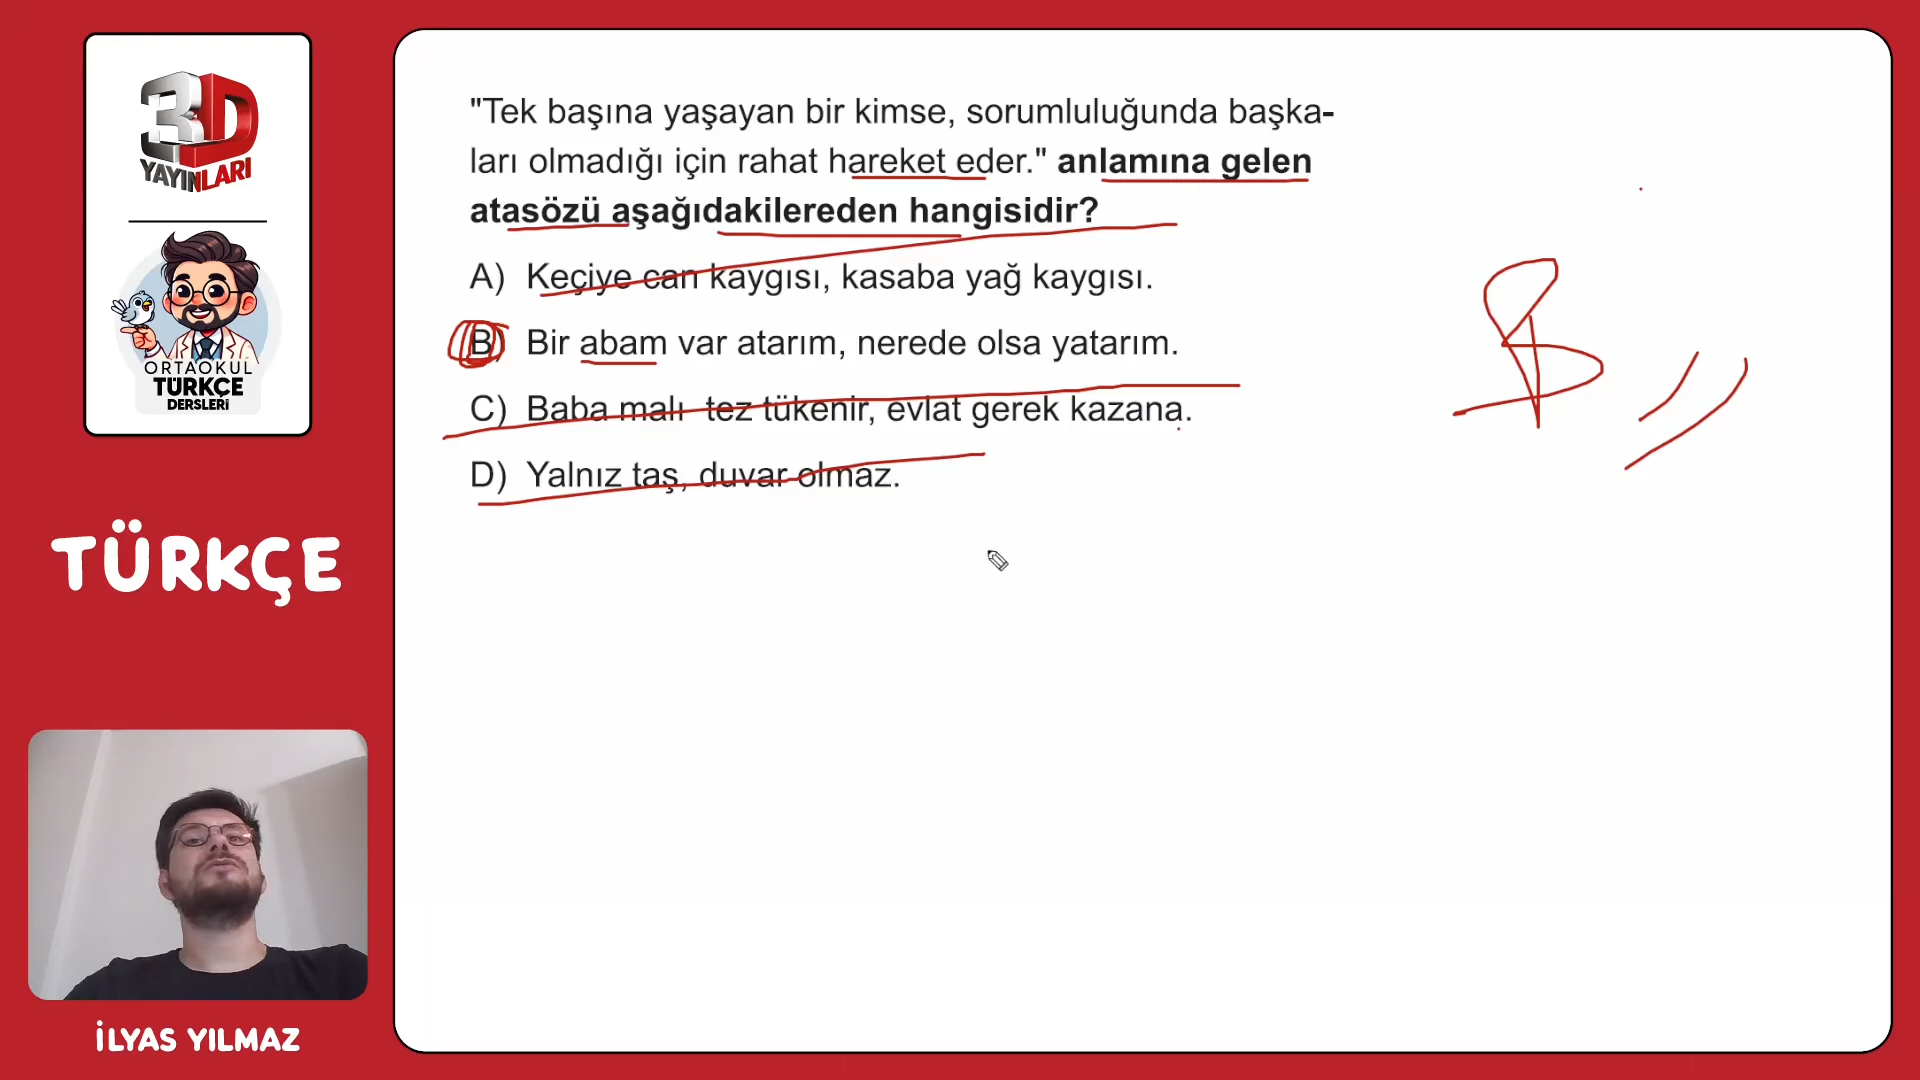 3D
YAYINLARI
ORTAOKUL
TÜRKÇE
DERSLERİ
TÜRKÇE
İLYAS YILMAZ
"Tek başına yaşayan bir kimse, sorumluluğunda başka-
ları olmadığı için rahat hareket eder." anlamına gelen
atasözü aşağıdakilereden hangisidir?
A) Keçiye can kaygısı, kasaba yağ kaygısı.
B) Bir abam var atarım, nerede olsa yatarım.
C) Baba malı tez tükenir, evlat gerek kazana.
D) Yalnız taş, duvar olmaz.